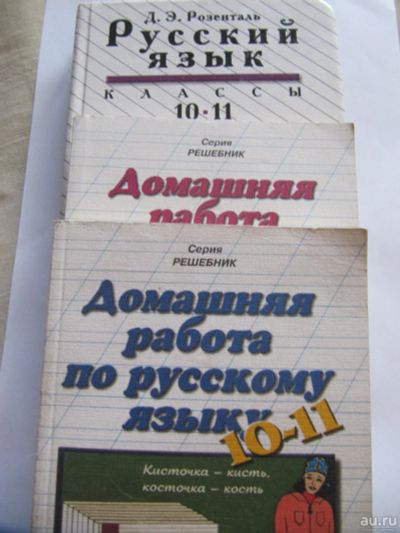 Д. Э. Розенталь
Русский
язык
КЛАССЫ
10·11
Серия
РЕШЕБНИК
Домашняя
работа
Серия
РЕШЕБНИК
Домашняя
работа
по русскому
языку
10-11
Кисточка – кисть,
косточка – кость
au.ru